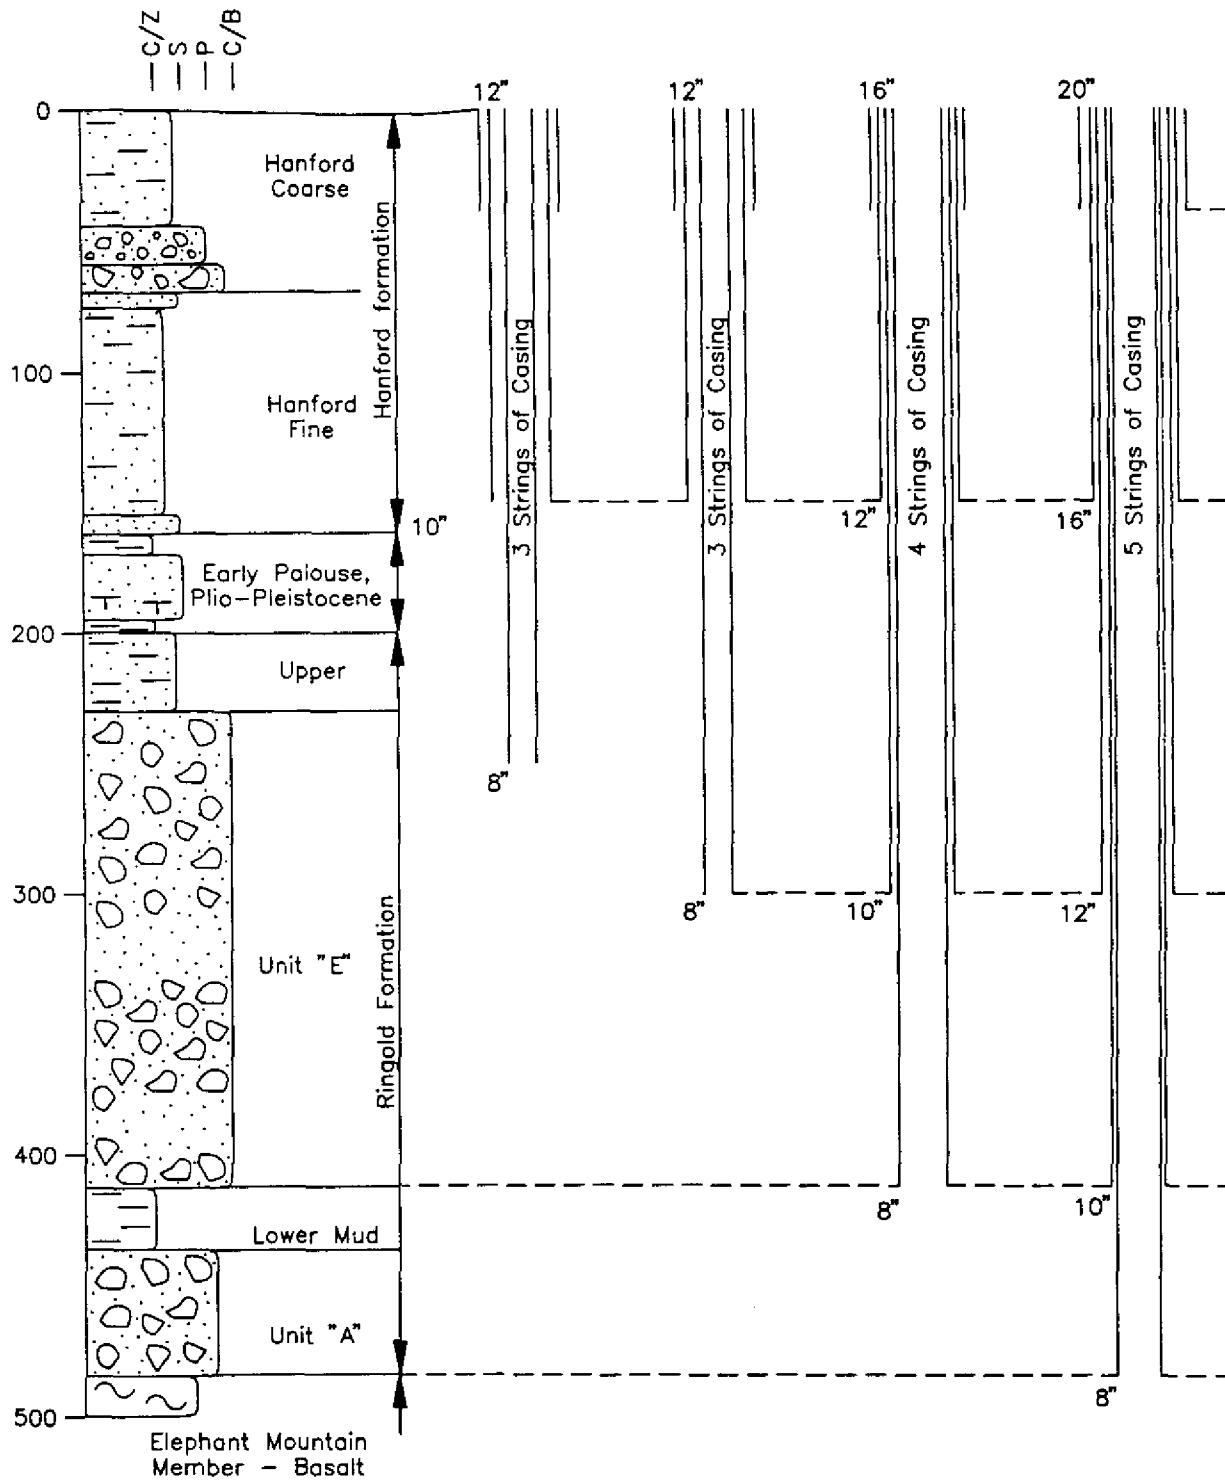 C/Z
S
P
C/B
12"
12"
16"
20"
0
Hanford
Coarse
Hanford formation
100
Hanford
Fine
3 Strings of Casing
3 Strings of Casing
4 Strings of Casing
5 Strings of Casing
10"
12"
16"
Early Palouse,
Plio-Pleistocene
200
Upper
8"
300
8"
10"
12"
Unit "E"
Ringold Formation
400
8"
10"
Lower Mud
Unit "A"
8"
500
Elephant Mountain
Member - Basalt